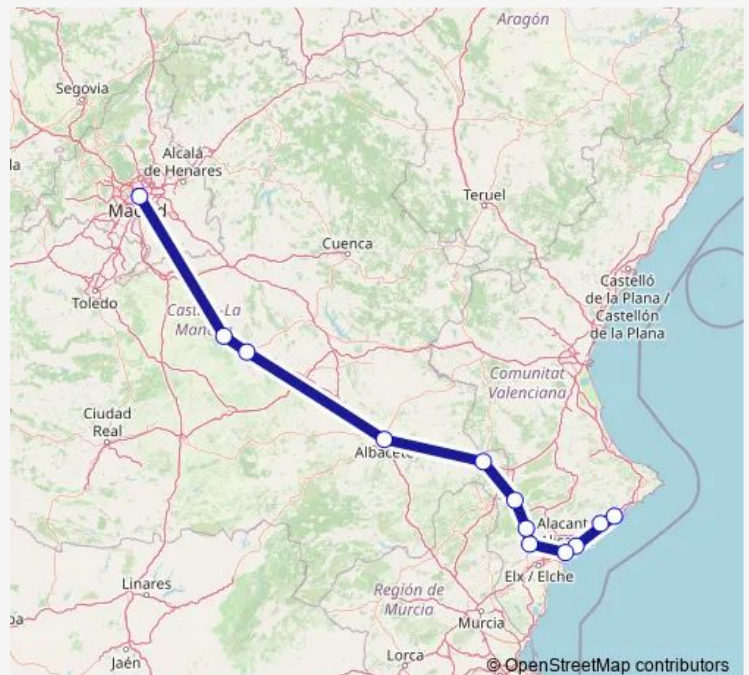 Aragón
Segovia
la
Alcalá
de Henares
Teruel
Cuenca
Toledo
Castelló
de la Plana /
Castellón
de la Plana
Comunitat
Valenciana
Ciudad
Real
Elx / Elche
Linares
Región de
Murcia
Murcia
Jaén
Lorca
© OpenStreetMap contributors